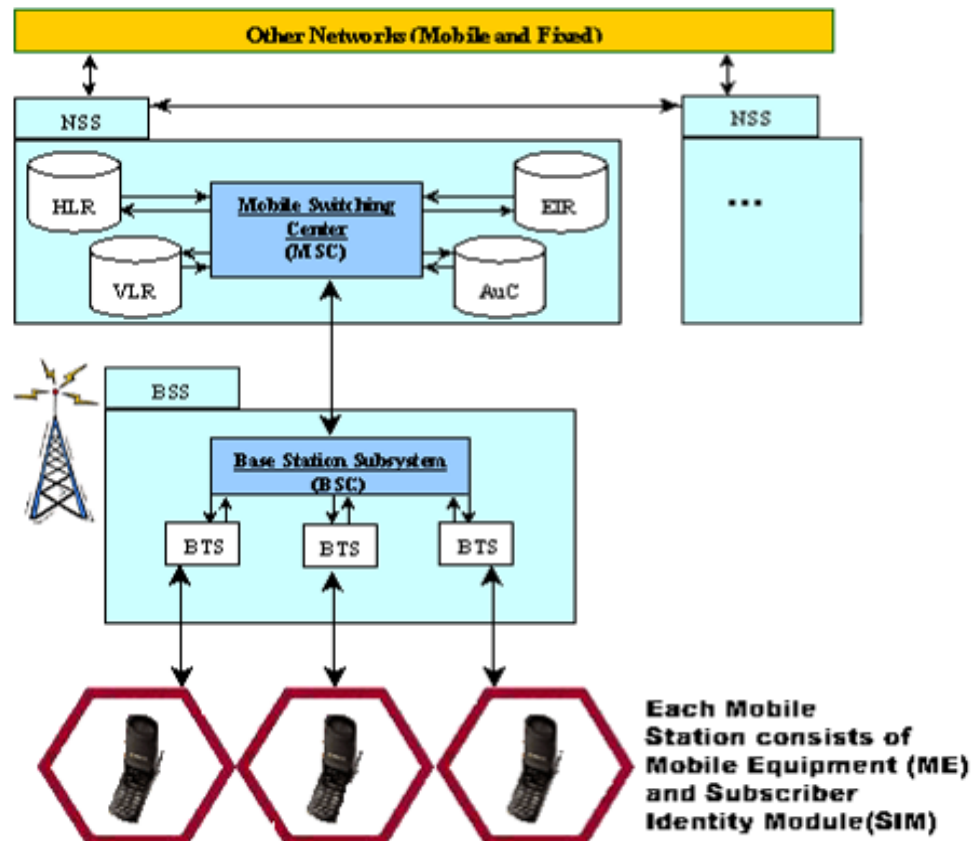 Other Networks (Mobile and Fixed)
NSS
NSS
HLR
Mobile Switching
Center
(MSC)
EIR
...
VLR
AuC
BSS
Base Station Subsystem
(BSC)
BTS
BTS
BTS
Each Mobile
Station consists of
Mobile Equipment (ME)
and Subscriber
Identity Module(SIM)